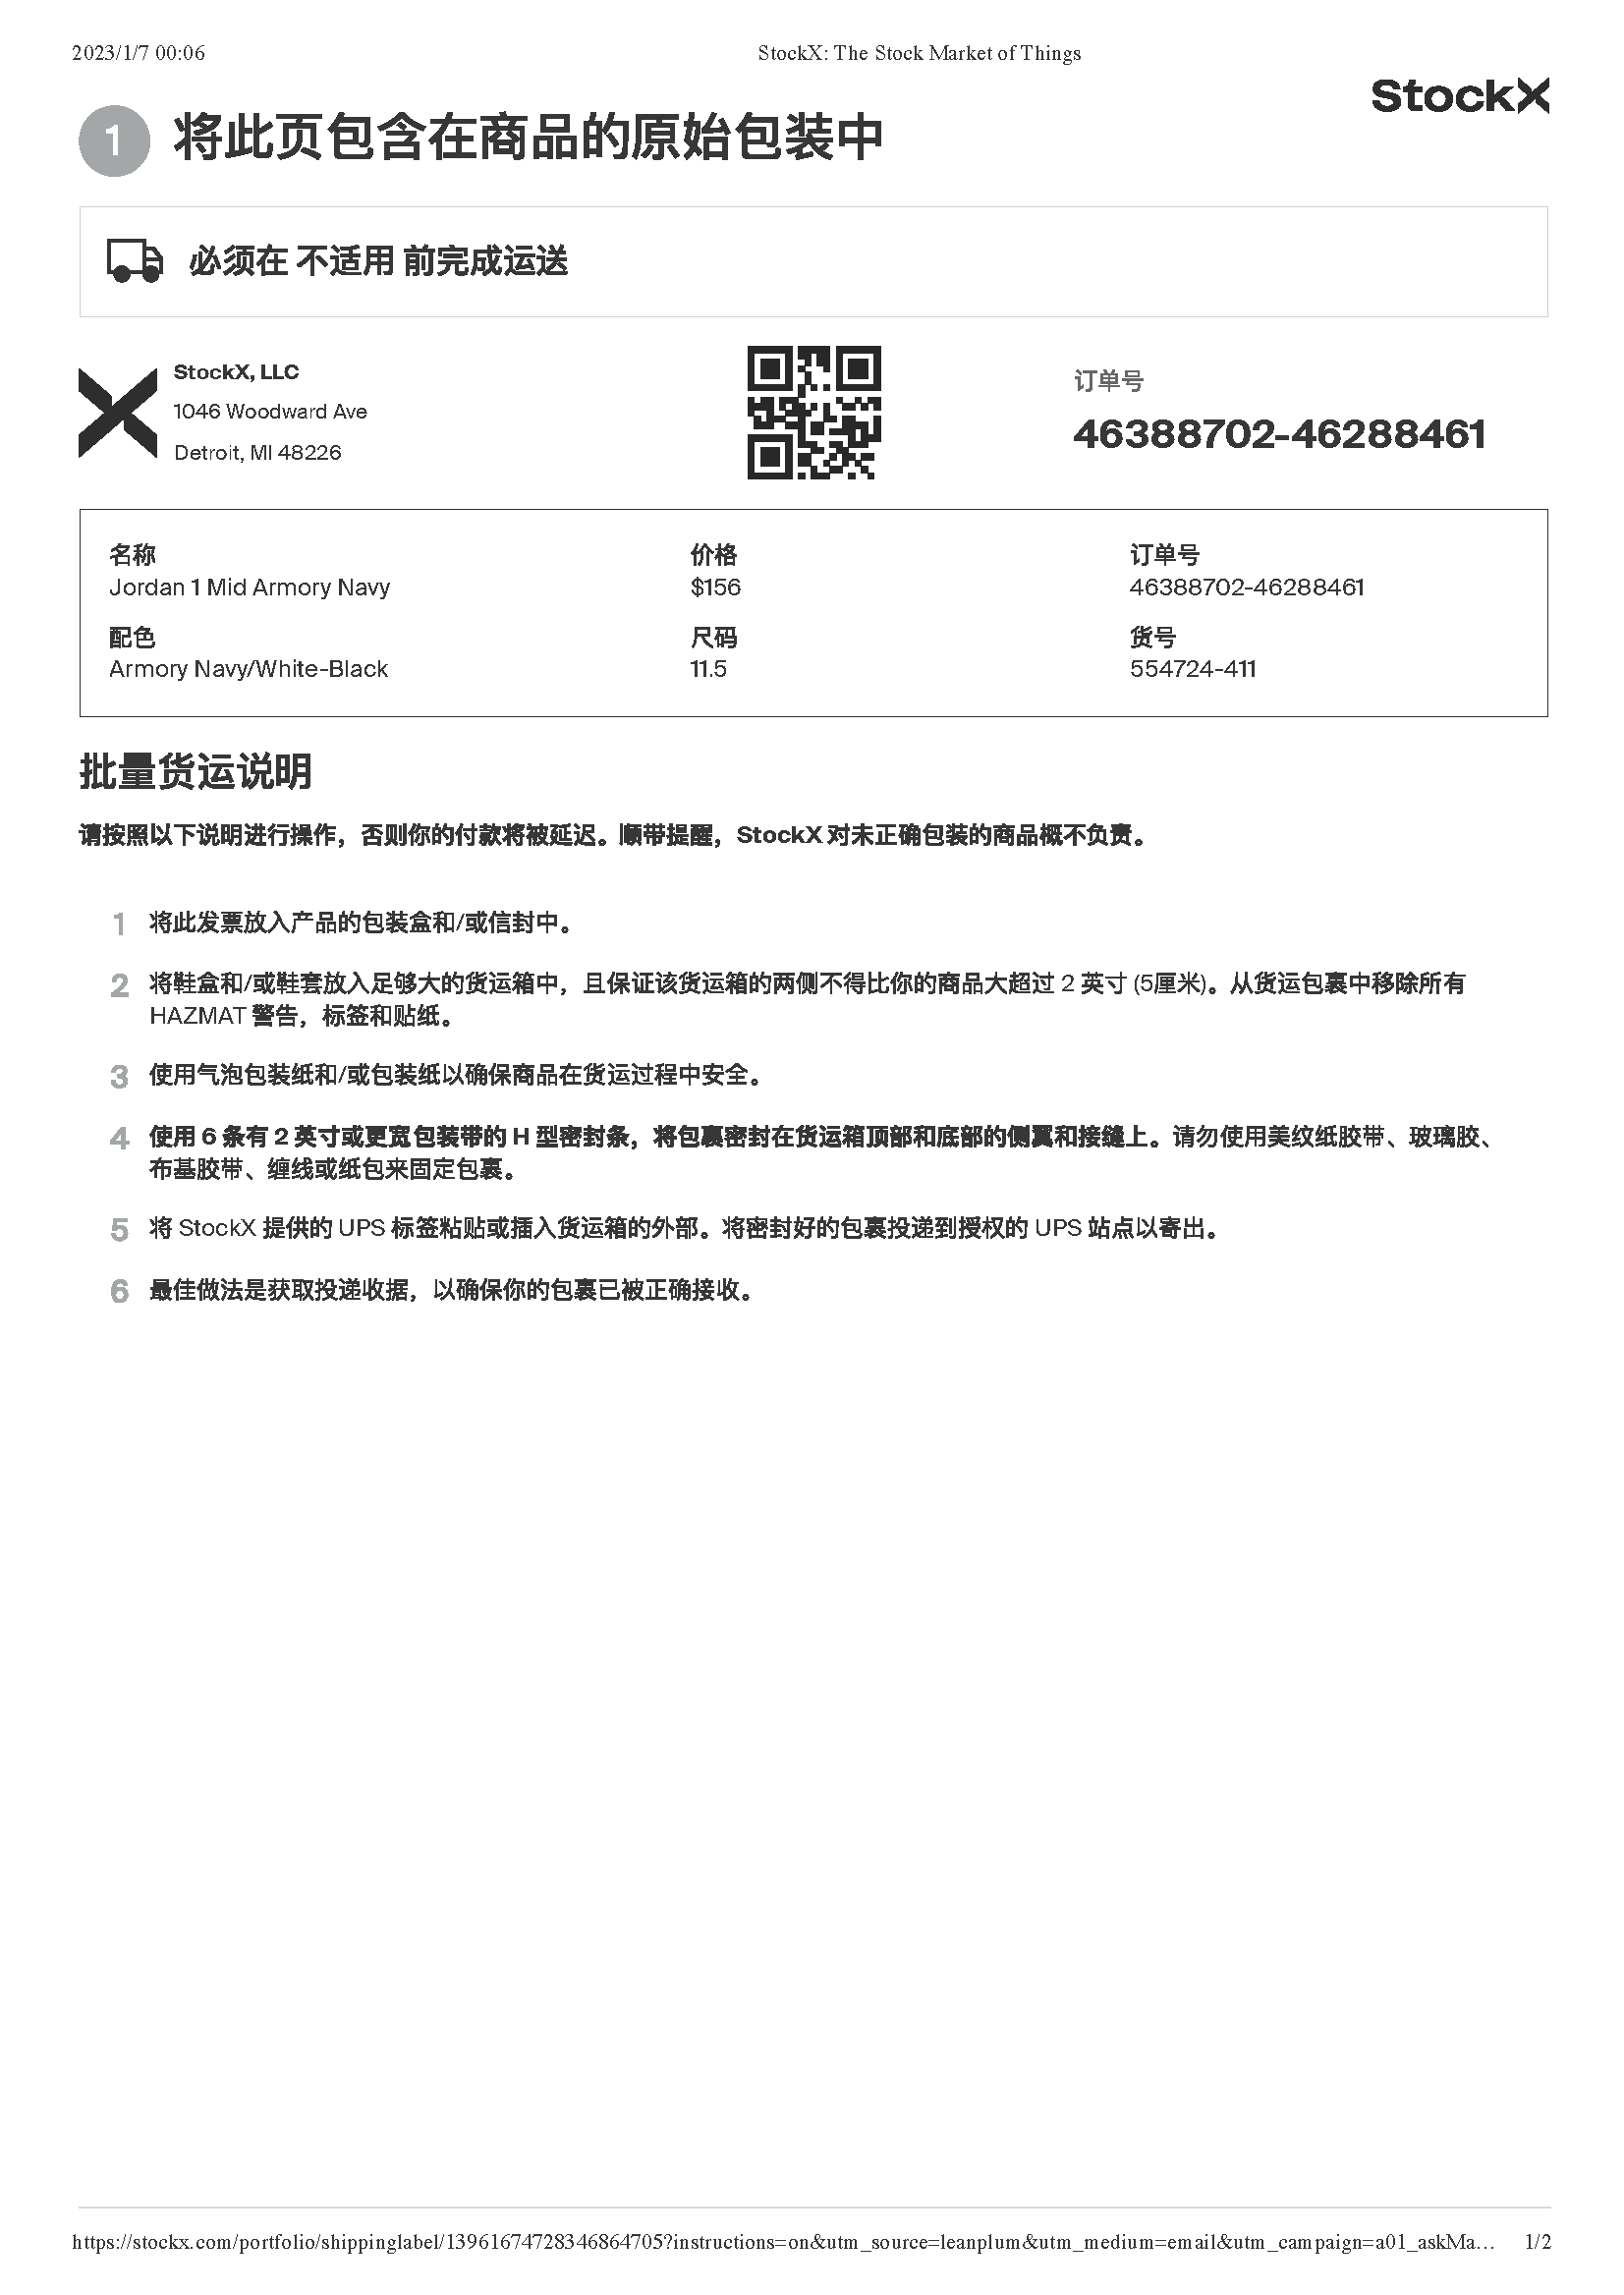 2023/1/7 00:06
StockX: The Stock Market of Things
StockX
1 将此页包含在商品的原始包装中
必须在 不适用 前完成运送
StockX, LLC
1046 Woodward Ave
Detroit, MI 48226
订单号
46388702-46288461
名称
Jordan 1 Mid Armory Navy
价格
$156
订单号
46388702-46288461
配色
Armory Navy/White-Black
尺码
11.5
货号
554724-411
批量货运说明
请按照以下说明进行操作，否则你的付款将被延迟。顺带提醒，StockX 对未正确包装的商品概不负责。
1 将此发票放入产品的包装盒和/或信封中。
2 将鞋盒和/或鞋套放入足够大的货运箱中，且保证该货运箱的两侧不得比你的商品大超过 2 英寸 (5厘米)。从货运包裹中移除所有
HAZMAT 警告，标签和贴纸。
3 使用气泡包装纸和/或包装纸以确保商品在货运过程中安全。
4 使用 6 条有 2 英寸或更宽包装带的 H 型密封条，将包裹密封在货运箱顶部和底部的侧翼和接缝上。请勿使用美纹纸胶带、玻璃胶、
布基胶带、缠线或纸包来固定包裹。
5 将 StockX 提供的 UPS 标签粘贴或插入货运箱的外部。将密封好的包裹投递到授权的 UPS 站点以寄出。
6 最佳做法是获取投递收据，以确保你的包裹已被正确接收。
https://stockx.com/portfolio/shippinglabel/13961674728346864705?instructions=on&utm_source=leanplum&utm_medium=email&utm_campaign=a01_askMa… 1/2